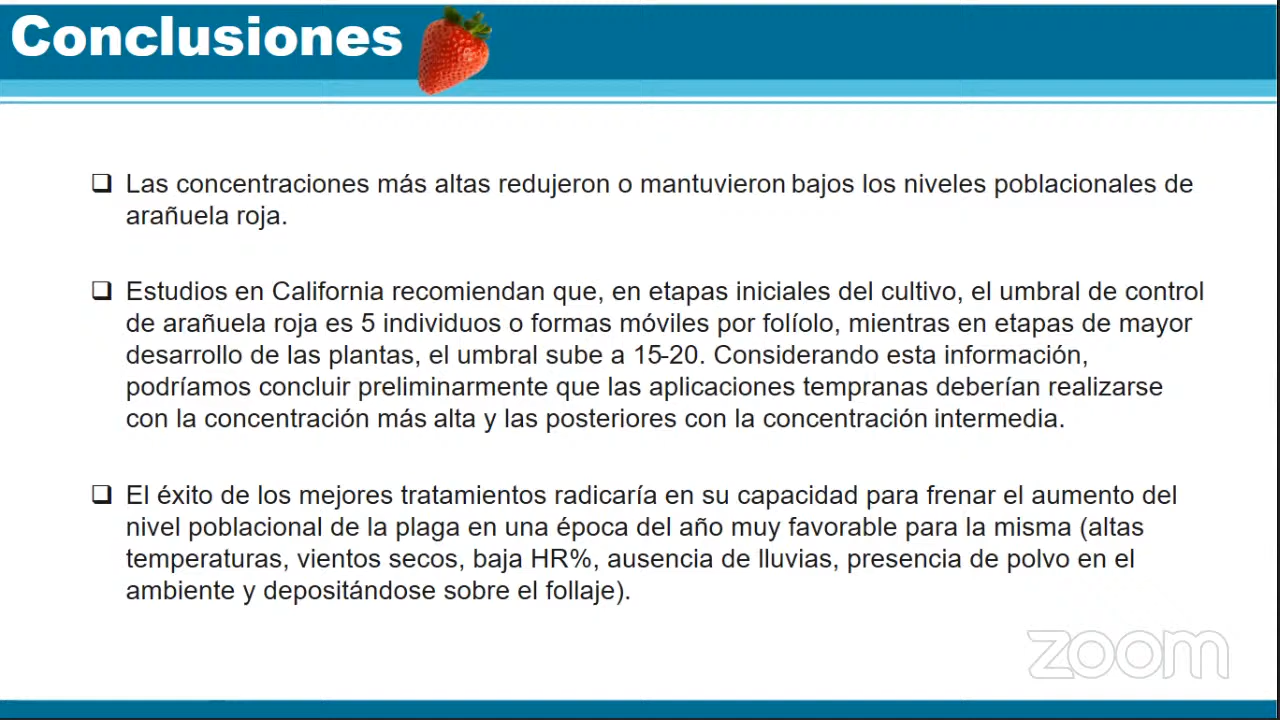 Conclusiones
Las concentraciones más altas redujeron o mantuvieron bajos los niveles poblacionales de
arañuela roja.
Estudios en California recomiendan que, en etapas iniciales del cultivo, el umbral de control
de arañuela roja es 5 individuos o formas móviles por folíolo, mientras en etapas de mayor
desarrollo de las plantas, el umbral sube a 15-20. Considerando esta información,
podríamos concluir preliminarmente que las aplicaciones tempranas deberían realizarse
con la concentración más alta y las posteriores con la concentración intermedia.
El éxito de los mejores tratamientos radicaría en su capacidad para frenar el aumento del
nivel poblacional de la plaga en una época del año muy favorable para la misma (altas
temperaturas, vientos secos, baja HR%, ausencia de lluvias, presencia de polvo en el
ambiente y depositándose sobre el follaje).
zoom